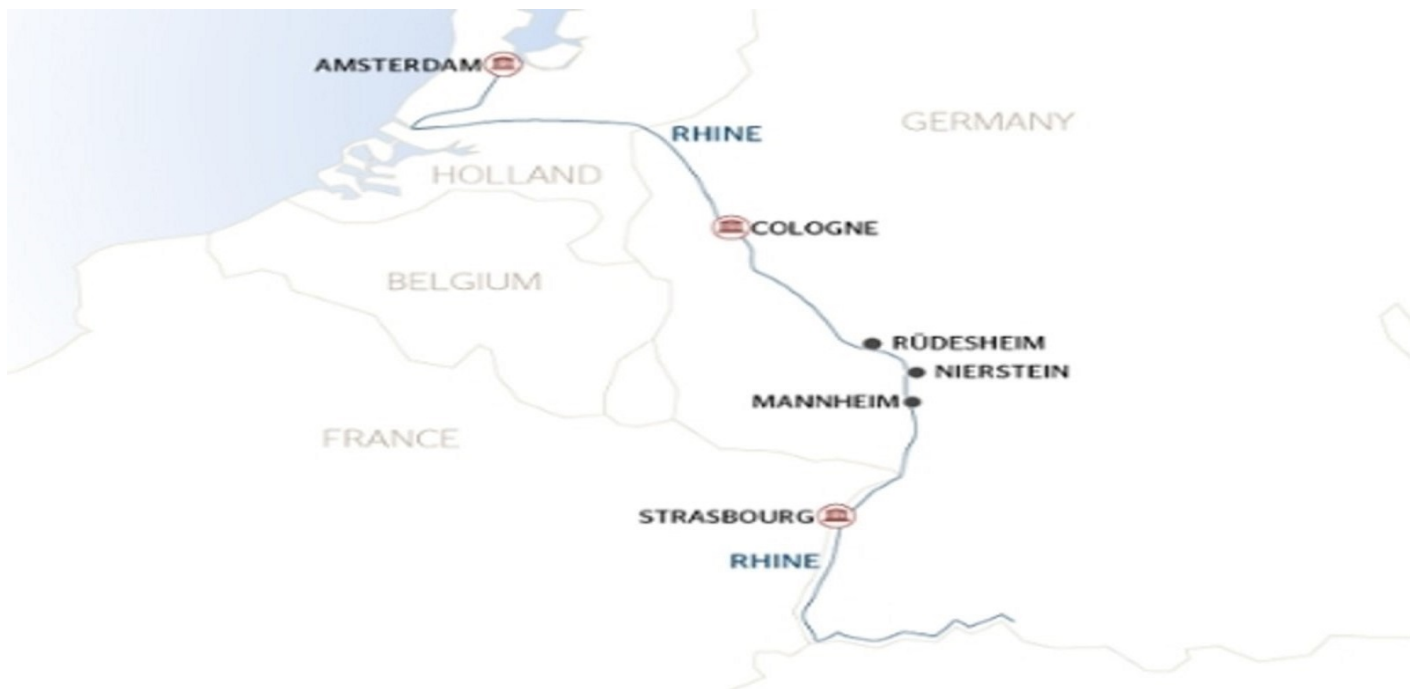 AMSTERDAM
GERMANY
RHINE
HOLLAND
COLOGNE
BELGIUM
RÜDESHEIM
NIERSTEIN
MANNHEIM
FRANCE
STRASBOURG
RHINE